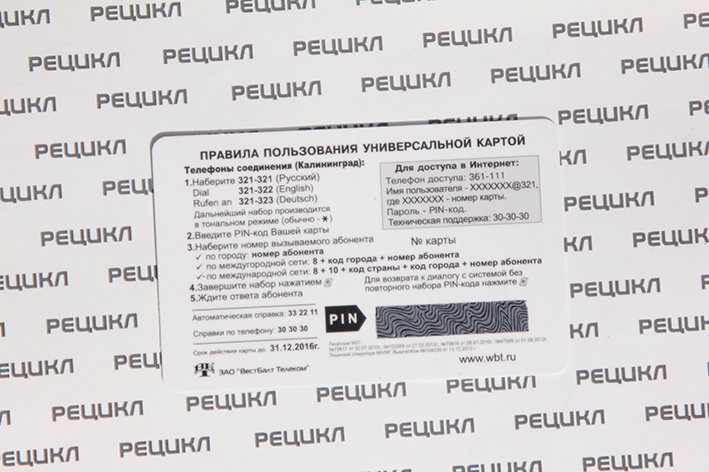 РЕЦИКЛ
ПРАВИЛА ПОЛЬЗОВАНИЯ УНИВЕРСАЛЬНОЙ КАРТОЙ
Телефоны соединения (Калининград):
1.Наберите 321-321 (Русский)
Dial 321-322 (English)
Rufen an 321-323 (Deutsch)
Дальнейший набор производится
в тональном режиме (обычно - *)
2.Введите PIN-код Вашей карты
3.Наберите номер вызываемого абонента
✓ по городу: номер абонента
✓ по междугородной сети: 8 + код города + номер абонента
✓ по международной сети: 8 + 10 + код страны + код города + номер абонента
4.Завершите набор нажатием #
5.Ждите ответа абонента
Для доступа в Интернет:
Телефон доступа: 361-111
Имя пользователя - XXXXXXX@321,
где XXXXXXX - номер карты.
Пароль - PIN-код.
Техническая поддержка: 30-30-30
№ карты
Для возврата к диалогу с системой без
повторного набора PIN-кода нажмите #
Автоматическая справка: 33 22 11
Справки по телефону: 30 30 30
Срок действия карты до 31.12.2016г.
ЗАО "ВестБалт Телеком"
PIN
www.wbt.ru